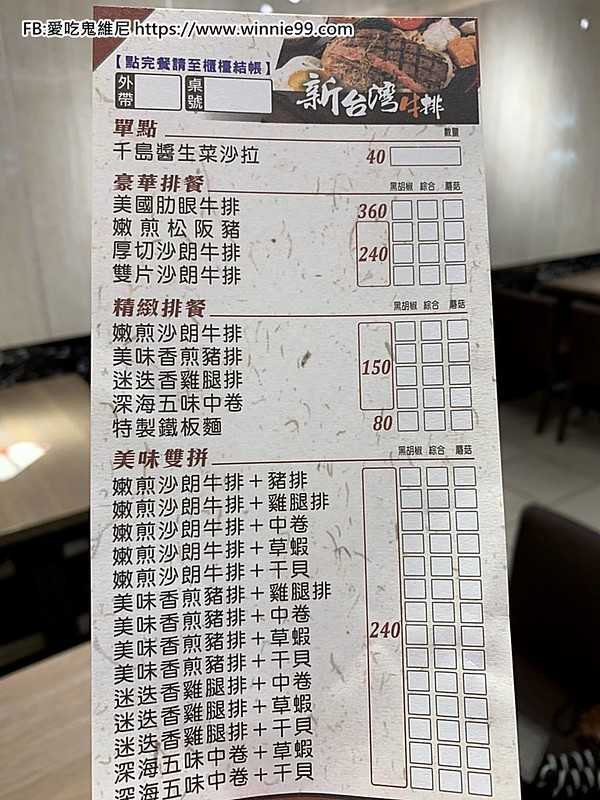 FB:愛吃鬼維尼 https://www.winnie99.com
【點完餐請至櫃檯結帳】
外帶 桌號
新台灣牛排
單點 數量
千島醬生菜沙拉 40
豪華排餐 黑胡椒 綜合 蘑菇
美國肋眼牛排 360
嫩煎松阪豬
厚切沙朗牛排 240
雙片沙朗牛排
精緻排餐 黑胡椒 綜合 蘑菇
嫩煎沙朗牛排
美味香煎豬排
迷迭香雞腿排 150
深海五味中卷
特製鐵板麵 80
美味雙拼 黑胡椒 綜合 蘑菇
嫩煎沙朗牛排+豬排
嫩煎沙朗牛排+雞腿排
嫩煎沙朗牛排+中卷
嫩煎沙朗牛排+草蝦
嫩煎沙朗牛排+干貝
美味香煎豬排+雞腿排
美味香煎豬排+中卷
美味香煎豬排+草蝦 240
美味香煎豬排+干貝
迷迭香雞腿排+中卷
迷迭香雞腿排+草蝦
迷迭香雞腿排+干貝
深海五味中卷+草蝦
深海五味中卷+干貝